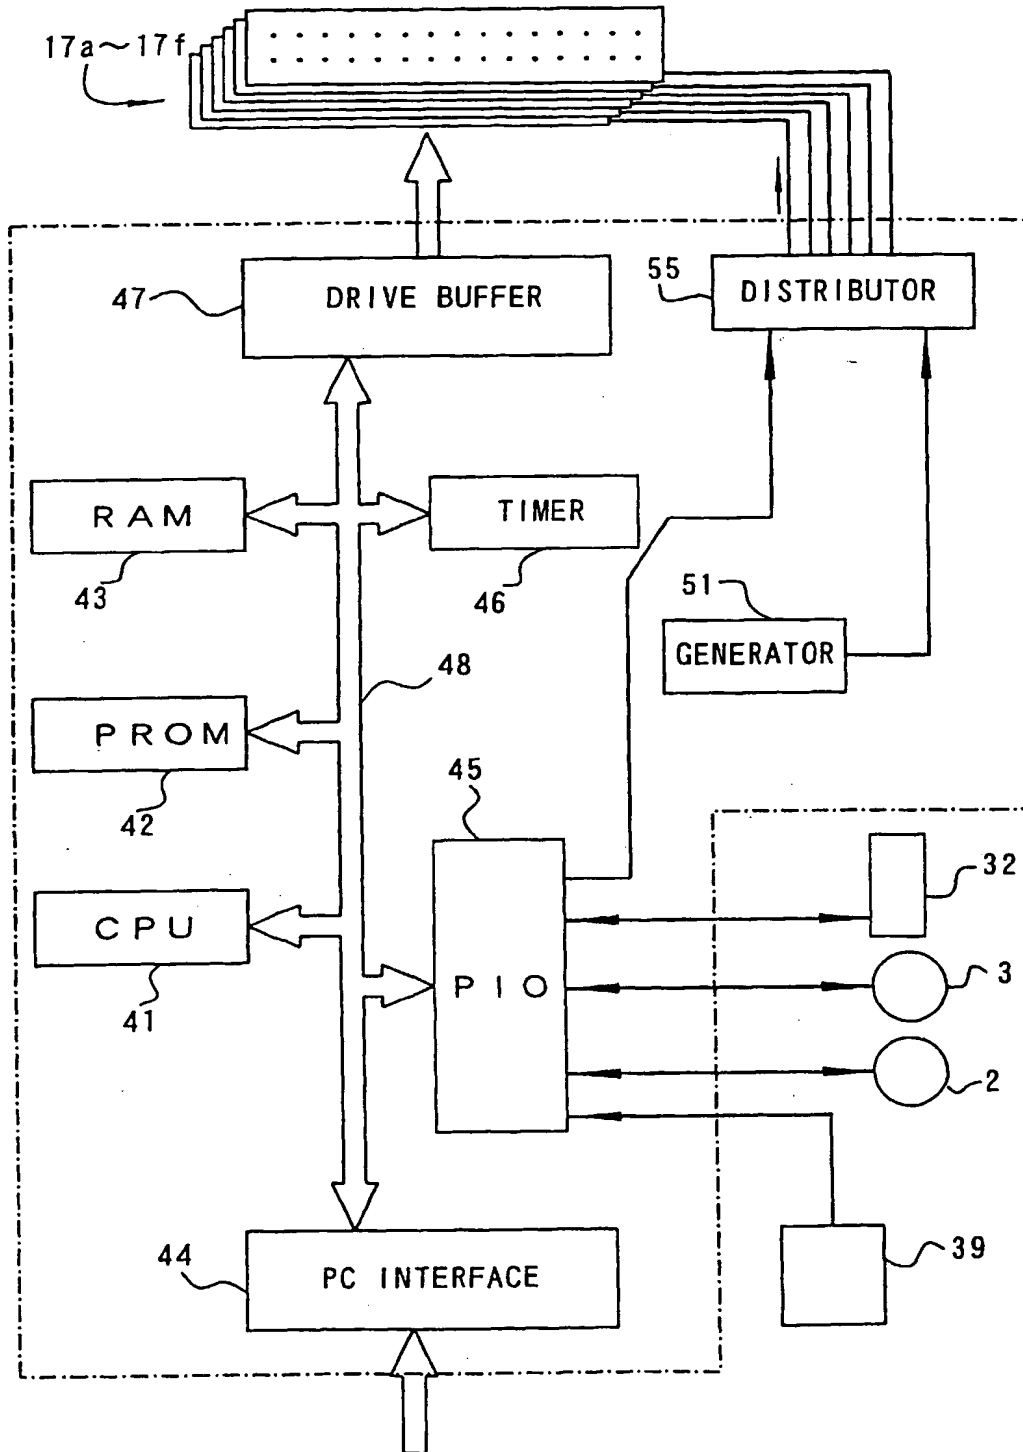 17a～17f
47
DRIVE BUFFER
55
DISTRIBUTOR
RAM
43
TIMER
46
51
GENERATOR
48
PROM
42
45
CPU
41
PIO
32
3
2
44
PC INTERFACE
39